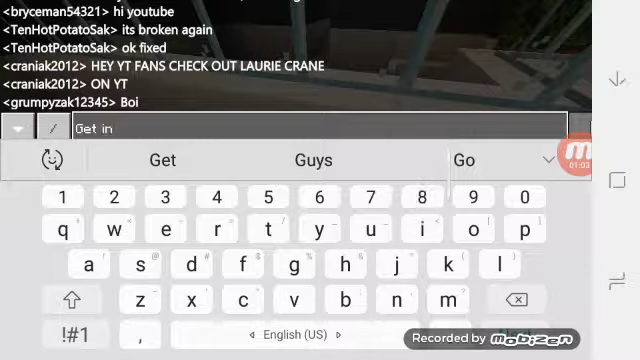 <bryceman54321> hi youtube
<TenHotPotatoSak> its broken again
<TenHotPotatoSak> ok fixed
<craniak2012> HEY YT FANS CHECK OUT LAURIE CRANE
<craniak2012> ON YT
<grumpyzak12345> Boi
/ Get in
Get Guys Go
01:03
1 2 3 4 5 6 7 8 9 0
q w e r t y u i o p
a s d f g h j k l
z x c v b n m
!#1 , English (US)
Recorded by mobizen